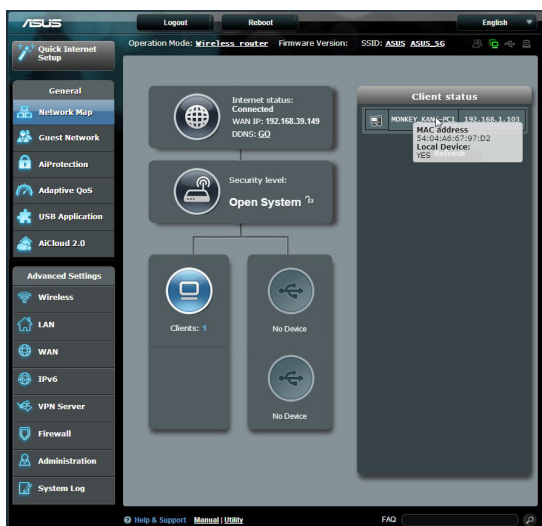 ASUS
Logout
Reboot
English
Quick Internet
Setup
Operation Mode: Wireless router Firmware Version: SSID: ASUS ASUS_5G
General
Network Map
Guest Network
AiProtection
Adaptive QoS
USB Application
AiCloud 2.0
Advanced Settings
Wireless
LAN
WAN
IPv6
VPN Server
Firewall
Administration
System Log
Internet status:
Connected
WAN IP: 192.168.39.149
DDNS: GO
Security level:
Open System
Clients: 1
No Device
No Device
Client status
192.168.1.103
MAC address
54:04:A6:67:97:D2
Local Device:
YES
Help & Support Manual | Utility
FAQ